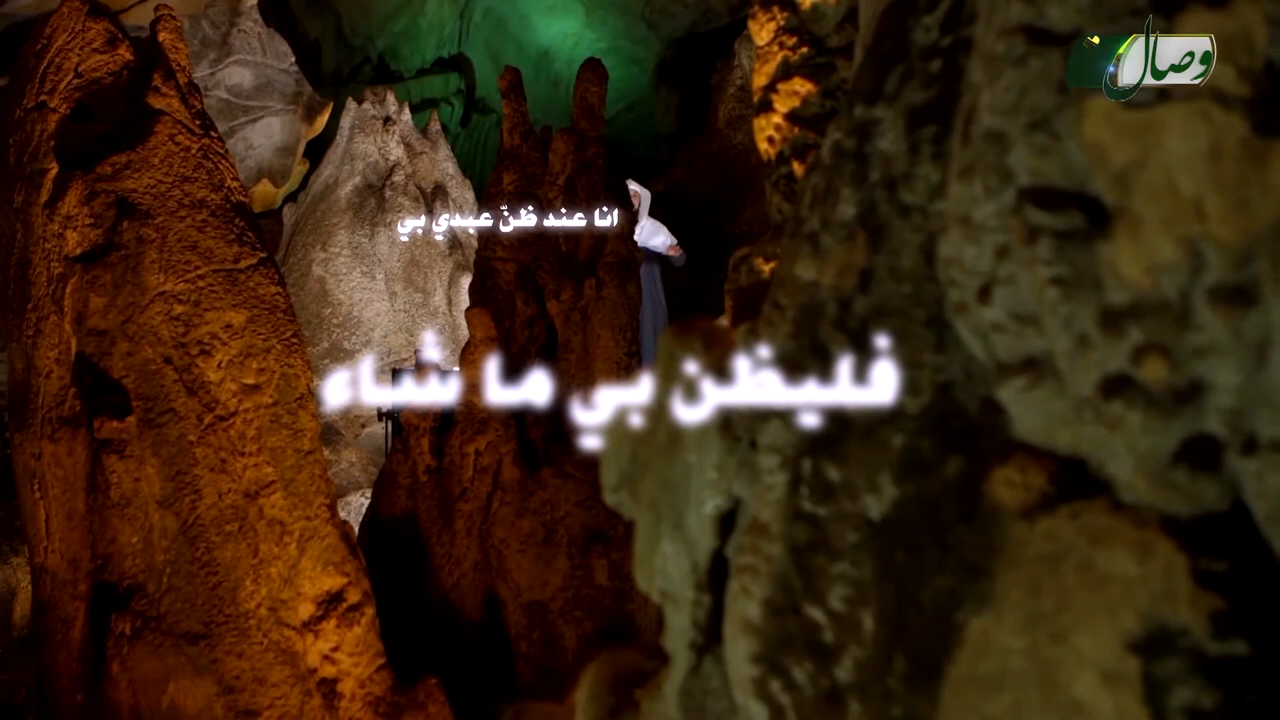 وصال
انا عند ظنّ عبدي بي
فليظن بي ما شاء